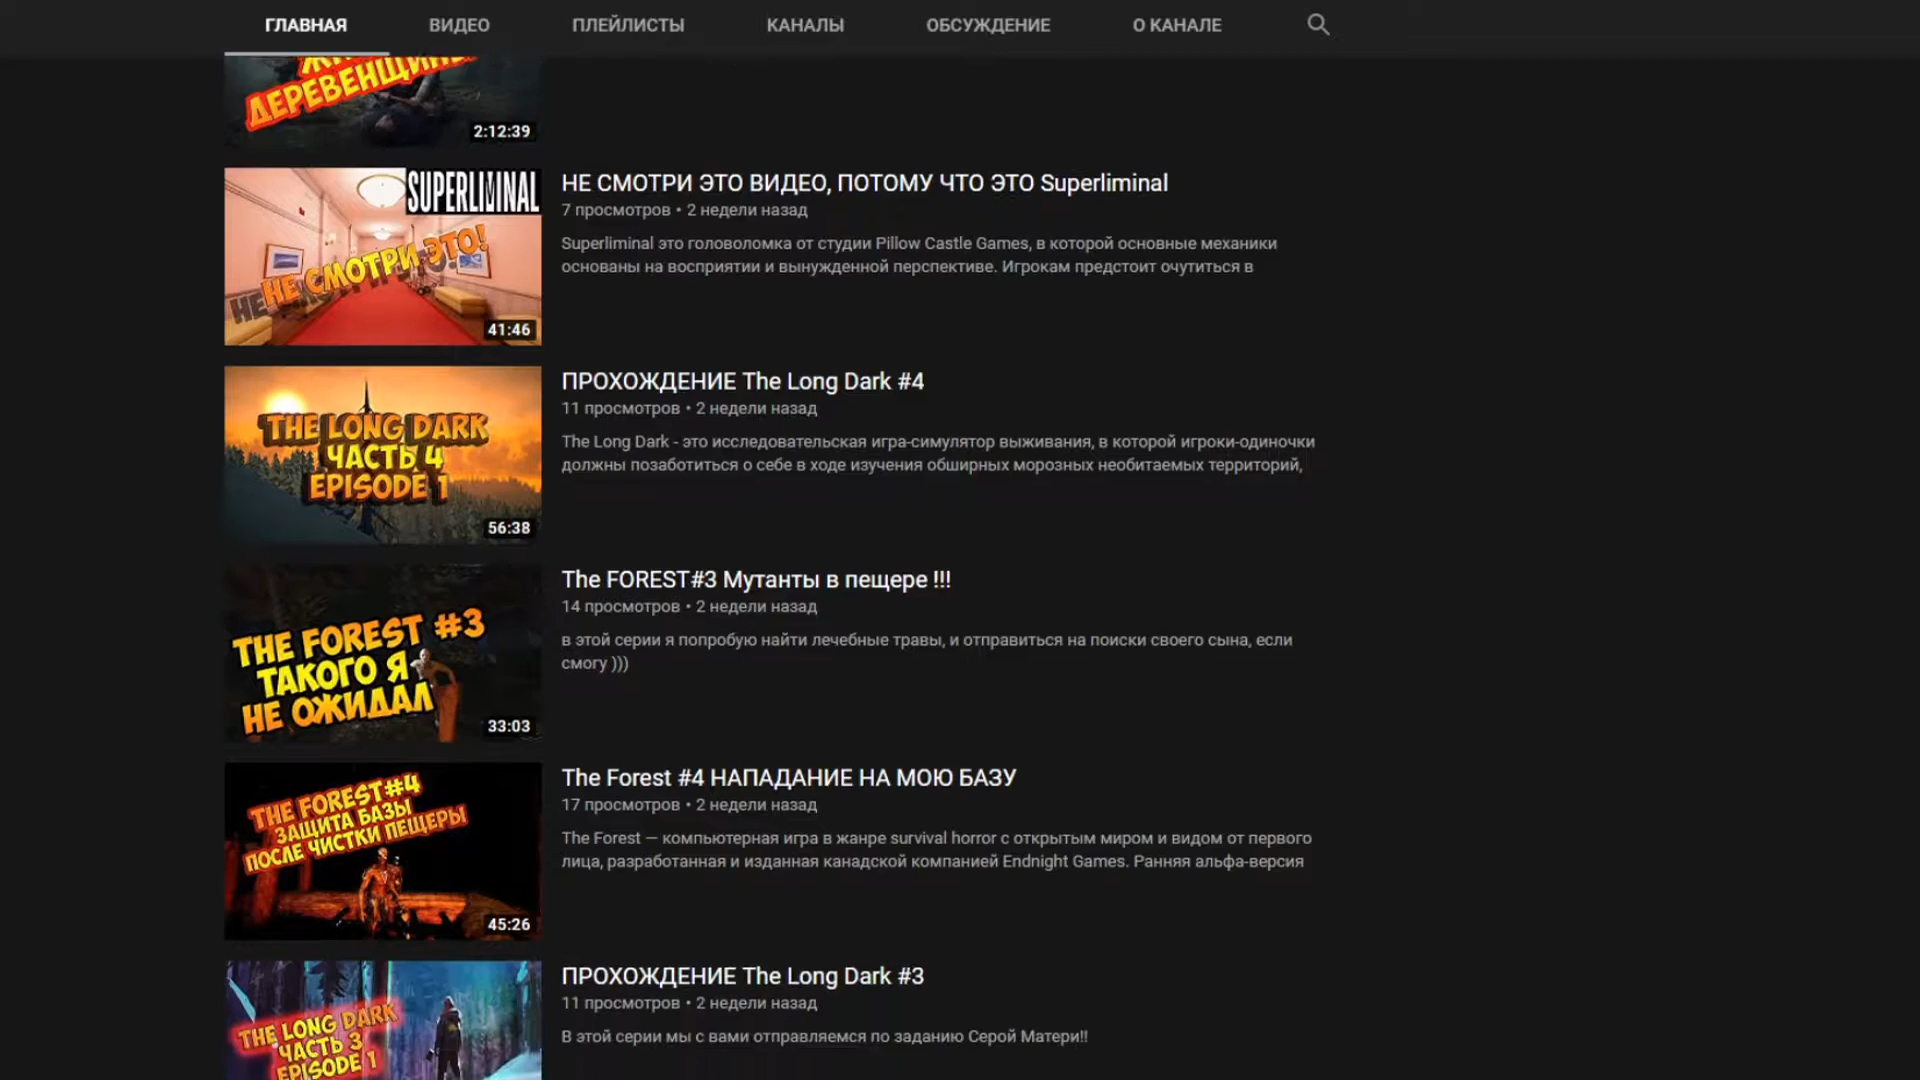 ГЛАВНАЯ ВИДЕО ПЛЕЙЛИСТЫ КАНАЛЫ ОБСУЖДЕНИЕ О КАНАЛЕ
ДЕРЕВЕНЩИНЫ
2:12:39
SUPERLIMINAL
НЕ СМОТРИ ЭТО!
41:46
НЕ СМОТРИ ЭТО ВИДЕО, ПОТОМУ ЧТО ЭТО Superliminal
7 просмотров • 2 недели назад
Superliminal это головоломка от студии Pillow Castle Games, в которой основные механики
основаны на восприятии и вынужденной перспективе. Игрокам предстоит очутиться в
THE LONG DARK
ЧАСТЬ 4
EPISODE 1
56:38
ПРОХОЖДЕНИЕ The Long Dark #4
11 просмотров • 2 недели назад
The Long Dark - это исследовательская игра-симулятор выживания, в которой игроки-одиночки
должны позаботиться о себе в ходе изучения обширных морозных необитаемых территорий,
THE FOREST #3
ТАКОГО Я
НЕ ОЖИДАЛ
33:03
The FOREST#3 Мутанты в пещере !!!
14 просмотров • 2 недели назад
в этой серии я попробую найти лечебные травы, и отправиться на поиски своего сына, если
смогу )))
THE FOREST#4
ЗАЩИТА БАЗЫ
ПОСЛЕ ЧИСТКИ ПЕЩЕРЫ
45:26
The Forest #4 НАПАДАНИЕ НА МОЮ БАЗУ
17 просмотров • 2 недели назад
The Forest — компьютерная игра в жанре survival horror с открытым миром и видом от первого
лица, разработанная и изданная канадской компанией Endnight Games. Ранняя альфа-версия
THE LONG DARK
ЧАСТЬ 3
EPISODE 1
ПРОХОЖДЕНИЕ The Long Dark #3
11 просмотров • 2 недели назад
В этой серии мы с вами отправляемся по заданию Серой Матери!!